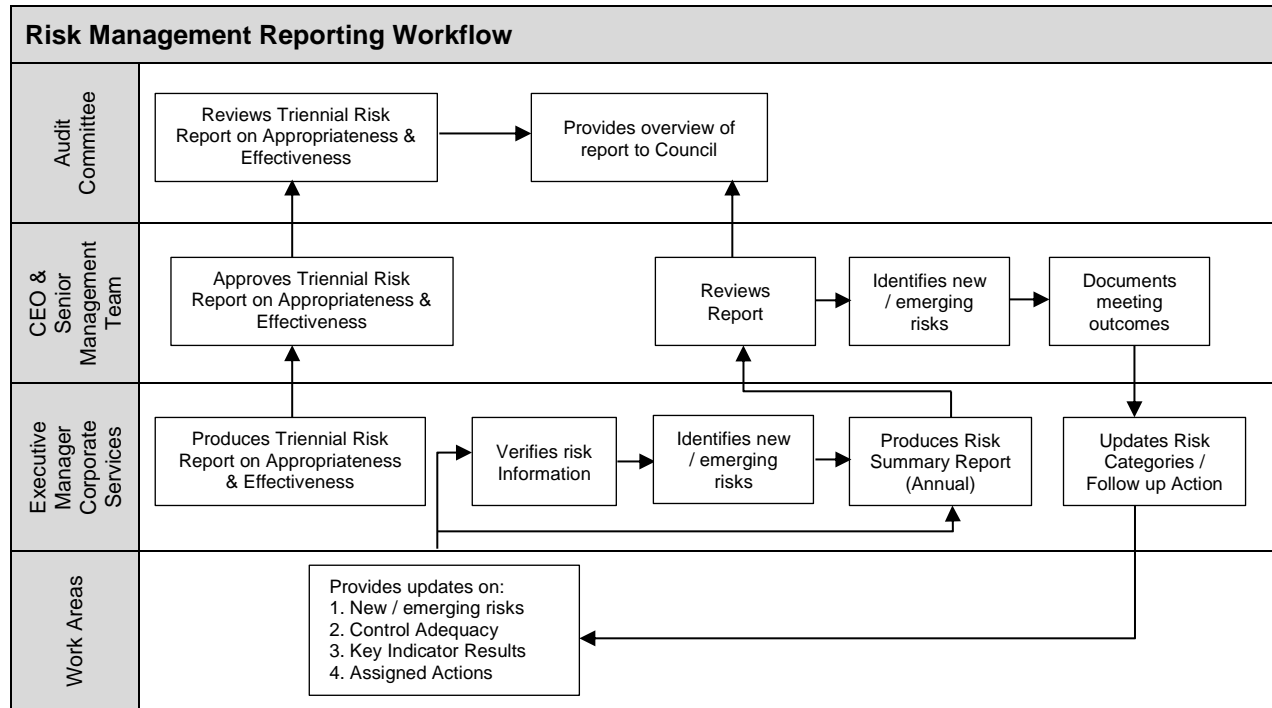 Risk Management Reporting Workflow
Audit
Committee
Reviews Triennial Risk
Report on Appropriateness &
Effectiveness
Provides overview of
report to Council
CEO &
Senior
Management
Team
Approves Triennial Risk
Report on Appropriateness &
Effectiveness
Reviews
Report
Identifies new
/ emerging
risks
Documents
meeting
outcomes
Executive
Manager
Corporate
Services
Produces Triennial Risk
Report on Appropriateness
& Effectiveness
Verifies risk
Information
Identifies new
/ emerging
risks
Produces Risk
Summary Report
(Annual)
Updates Risk
Categories /
Follow up Action
Work Areas
Provides updates on:
1. New / emerging risks
2. Control Adequacy
3. Key Indicator Results
4. Assigned Actions